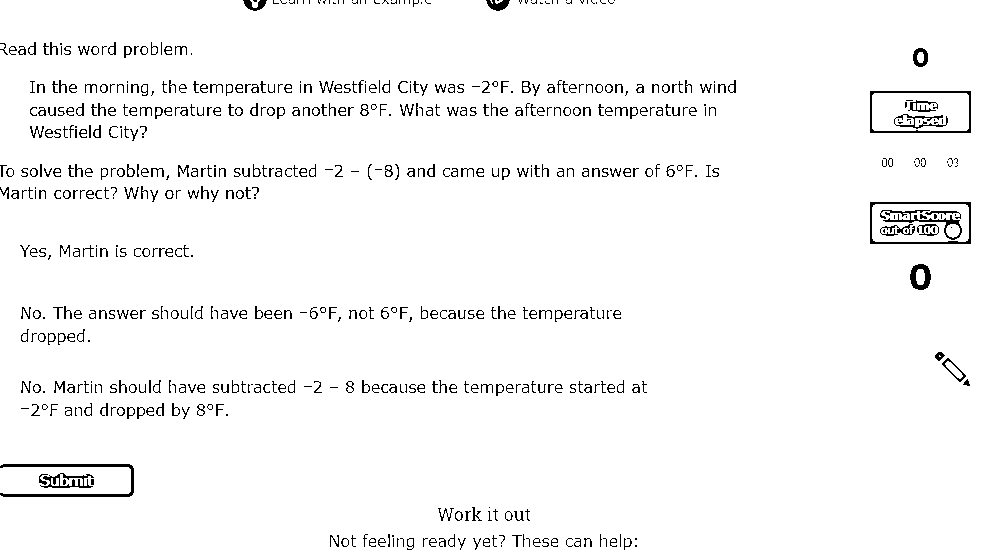 Learn with an example Watch a video
Read this word problem.
In the morning, the temperature in Westfield City was ⁻2°F. By afternoon, a north wind
caused the temperature to drop another 8°F. What was the afternoon temperature in
Westfield City?
To solve the problem, Martin subtracted ⁻2 – (⁻8) and came up with an answer of 6°F. Is
Martin correct? Why or why not?
Yes, Martin is correct.
No. The answer should have been ⁻6°F, not 6°F, because the temperature
dropped.
No. Martin should have subtracted ⁻2 – 8 because the temperature started at
⁻2°F and dropped by 8°F.
Submit
Work it out
Not feeling ready yet? These can help:
0
Time
elapsed
00 00 03
SmartScore
out of 100
0